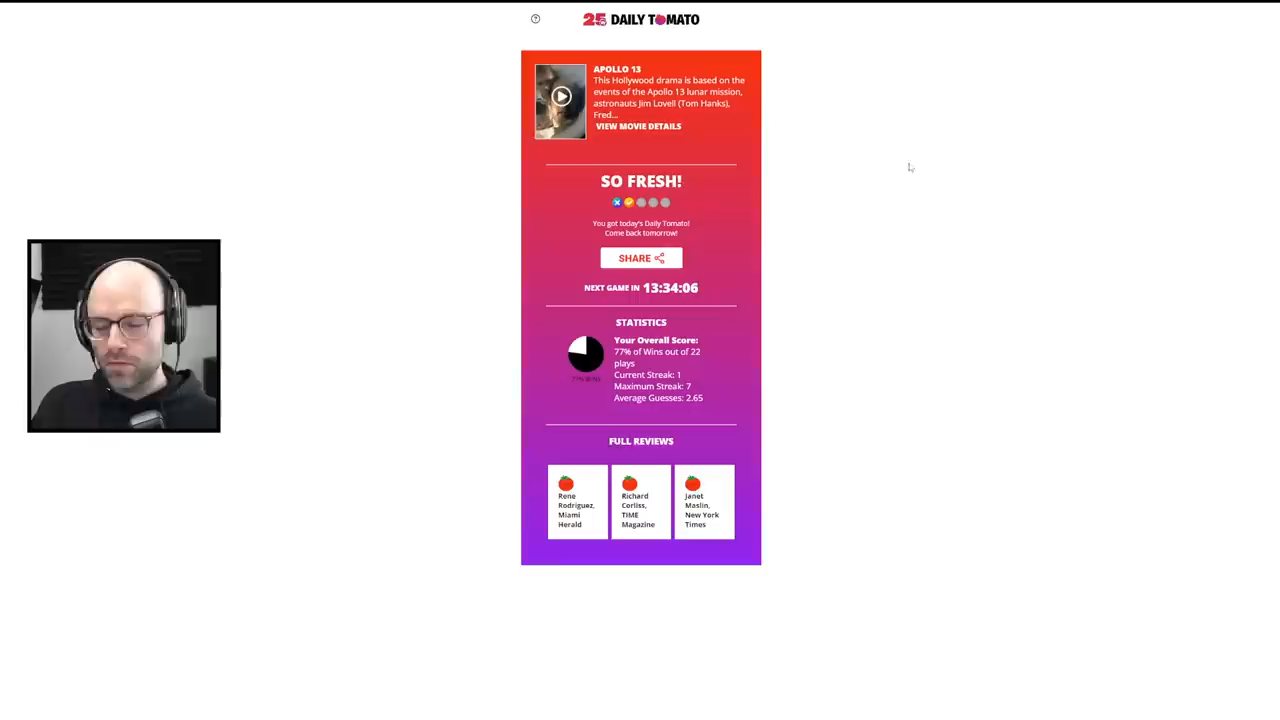 25 DAILY TOMATO
APOLLO 13
This Hollywood drama is based on the
events of the Apollo 13 lunar mission,
astronauts Jim Lovell (Tom Hanks),
Fred...
VIEW MOVIE DETAILS
SO FRESH!
You got today's Daily Tomato!
Come back tomorrow!
SHARE
NEXT GAME IN 13:34:06
STATISTICS
Your Overall Score:
77% of Wins out of 22
plays
Current Streak: 1
Maximum Streak: 7
Average Guesses: 2.65
77% WINS
FULL REVIEWS
Rene
Rodriguez,
Miami
Herald
Richard
Corliss,
TIME
Magazine
Janet
Maslin,
New York
Times